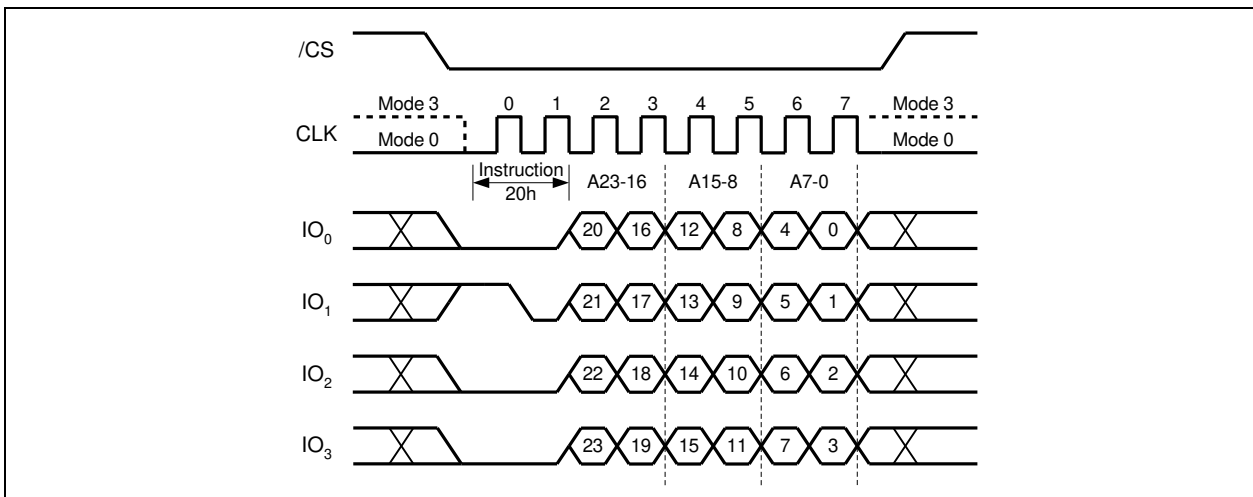 /CS
Mode 3 0 1 2 3 4 5 6 7 Mode 3
CLK
Mode 0 Mode 0
Instruction
20h
A23-16 A15-8 A7-0
IO0 20 16 12 8 4 0
IO1 21 17 13 9 5 1
IO2 22 18 14 10 6 2
IO3 23 19 15 11 7 3